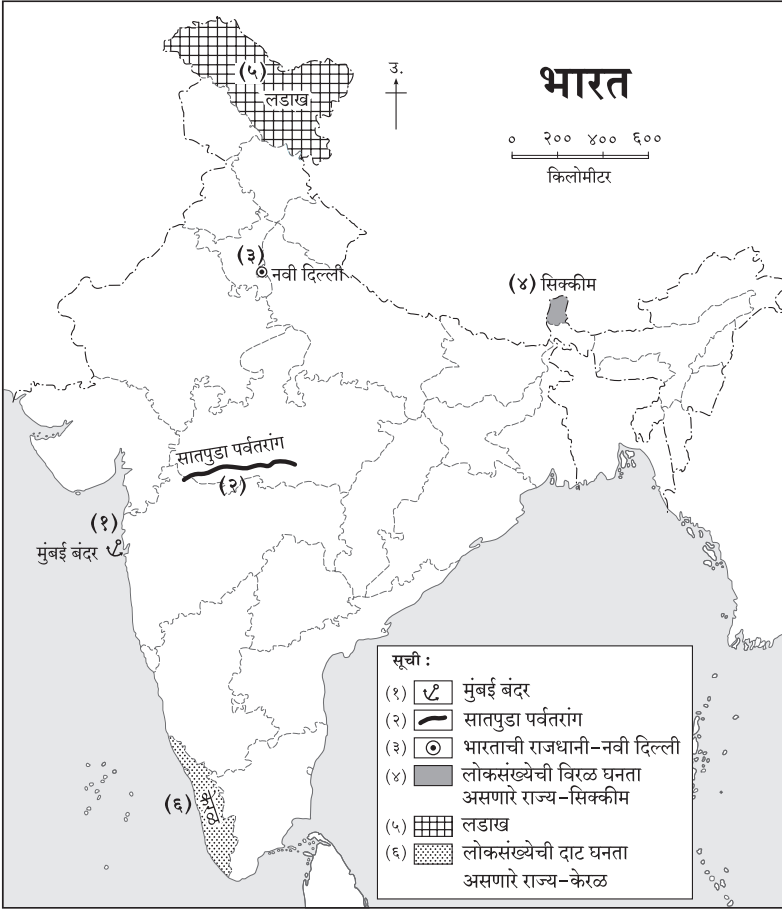 भारत
उ.
० २०० ४०० ६००
किलोमीटर
(५)
लडाख
(३)
नवी दिल्ली
(४) सिक्कीम
सातपुडा पर्वतरांग
(२)
(१)
मुंबई बंदर
(६) केरळ
सूची :
(१) मुंबई बंदर
(२) सातपुडा पर्वतरांग
(३) भारताची राजधानी–नवी दिल्ली
(४) लोकसंख्येची विरळ घनता
असणारे राज्य–सिक्कीम
(५) लडाख
(६) लोकसंख्येची दाट घनता
असणारे राज्य–केरळ